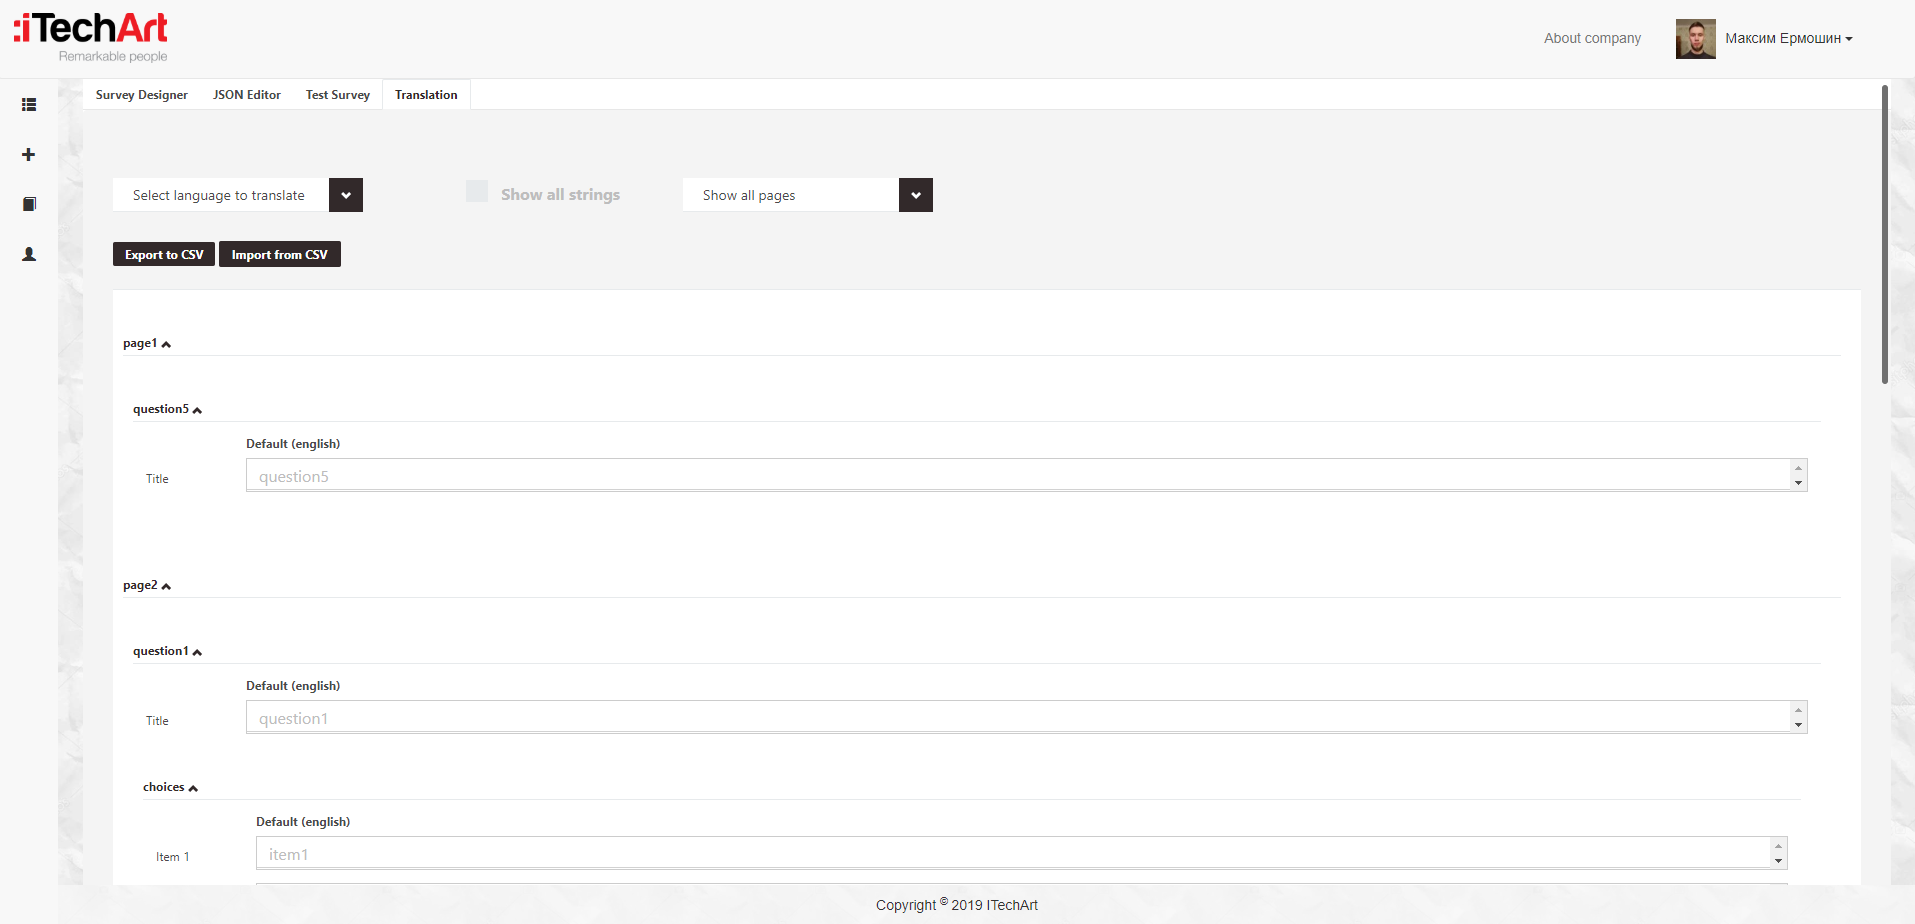 :iTechArt
Remarkable people
About company
Максим Ермошин
Survey Designer
JSON Editor
Test Survey
Translation
Select language to translate
Show all strings
Show all pages
Export to CSV
Import from CSV
page1
question5
Default (english)
Title
question5
page2
question1
Default (english)
Title
question1
choices
Default (english)
Item 1
item1
Copyright © 2019 ITechArt